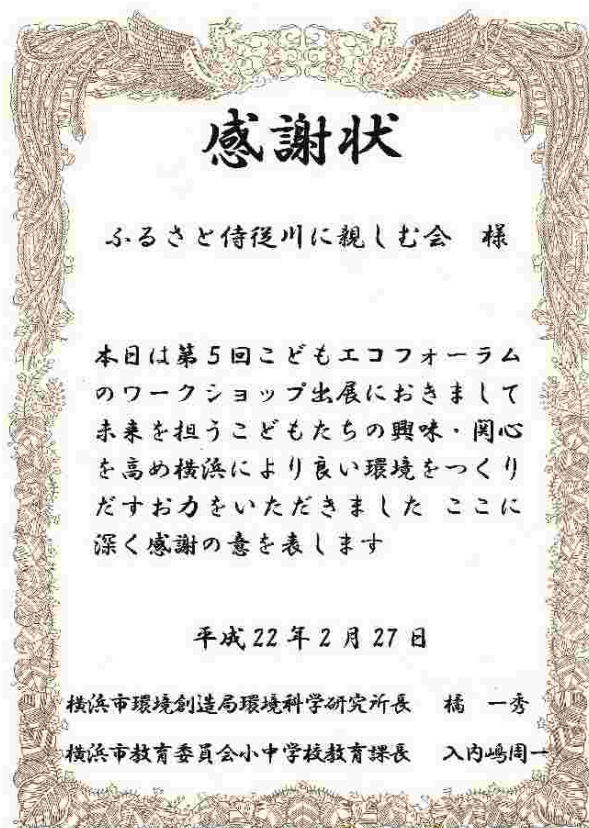 感謝状
ふるさと侍従川に親しむ会 様
本日は第5回こどもエコフォーラム
のワークショップ出展におきまして
未来を担うこどもたちの興味・関心
を高め横浜により良い環境をつくり
だすお力をいただきました ここに
深く感謝の意を表します
平成22年2月27日
横浜市環境創造局環境科学研究所長 橘 一秀
横浜市教育委員会小中学校教育課長 入内嶋周一